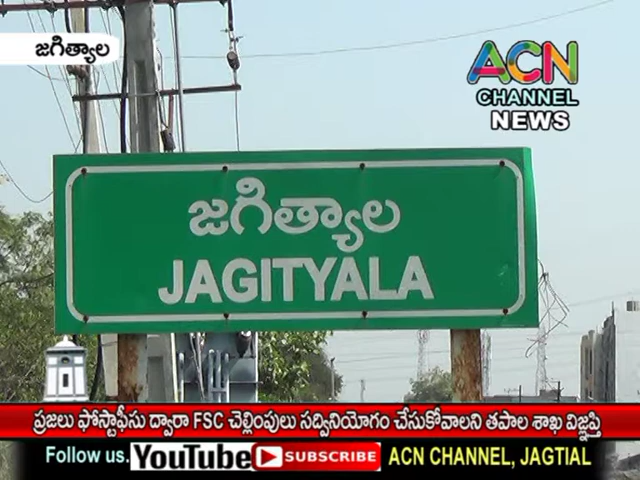 జగిత్యాల
ACN
CHANNEL
NEWS
జగిత్యాల
JAGITYALA
ప్రజలు ఫోస్టాఫీసు ద్వారా FSC చెల్లింపులు సద్వినియోగం చేసుకోవాలని తపాల శాఖ విజ్ఞప్తి
Follow us. YouTube SUBSCRIBE ACN CHANNEL, JAGTIAL